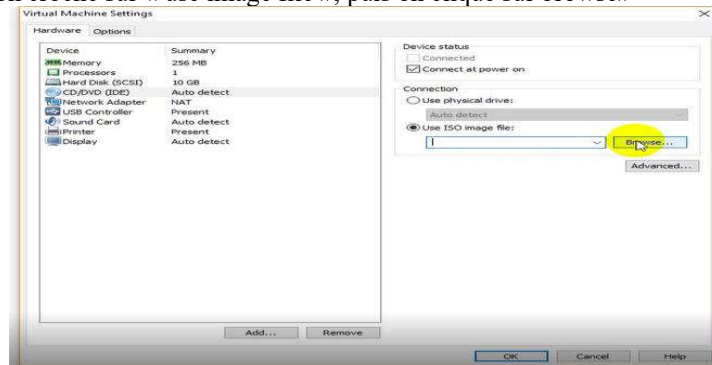 Virtual Machine Settings
Hardware Options
Device Summary
Memory 256 MB
Processors 1
Hard Disk (SCSI) 10 GB
CD/DVD (IDE) Auto detect
Network Adapter NAT
USB Controller Present
Sound Card Auto detect
Printer Present
Display Auto detect
Add... Remove
Device status
Connected
Connect at power on
Connection
Use physical drive:
Auto detect
Use ISO image file:
Browse...
Advanced...
OK Cancel Help